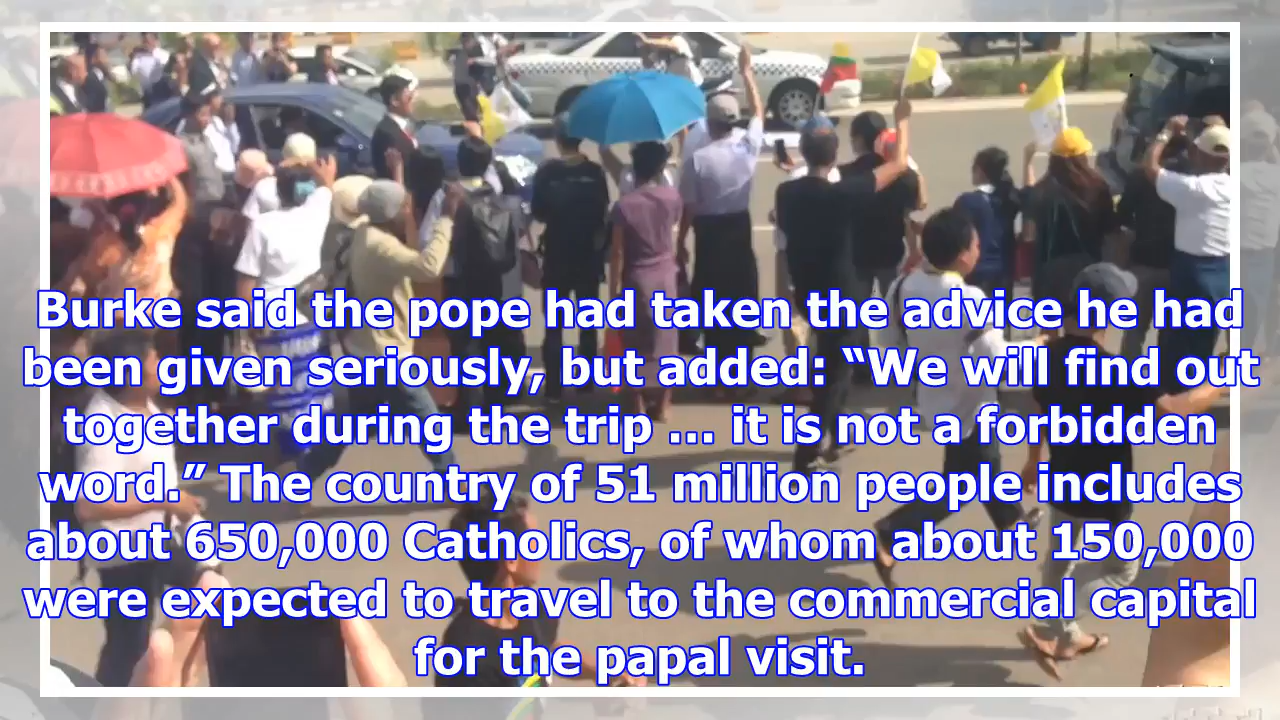 Burke said the pope had taken the advice he had
been given seriously, but added: “We will find out
together during the trip … it is not a forbidden
word.” The country of 51 million people includes
about 650,000 Catholics, of whom about 150,000
were expected to travel to the commercial capital
for the papal visit.